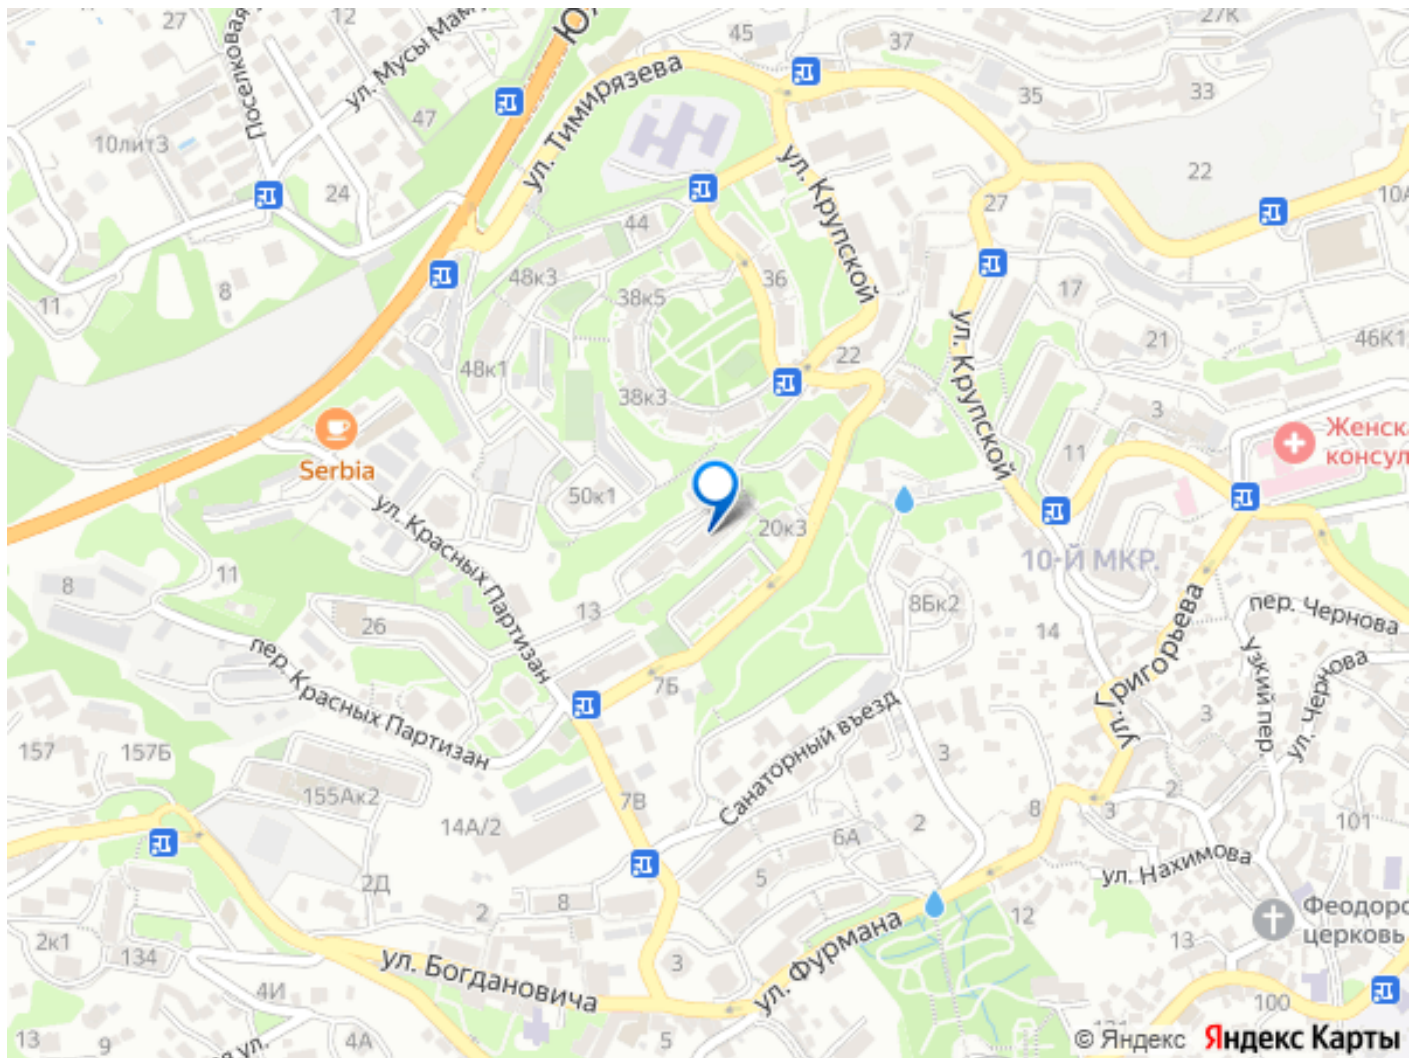 27
12
27К
45
37
Ю
Поселковая
ул. Мусы Мам
47
ул. Тимирязева
35
33
10лит3
24
22
10А
ул. Крупской
44
27
48к3
36
17
8
38к5
11
21
46К1
22
48к1
38к3
3
ул. Крупской
Женск
консул
11
Serbia
50к1
20к3
ул. Красных Партизан
10-Й МКР.
8
11
13
8Бк2
пер. Чернова
26
14
ул. Григорьева
узкий пер.
ул. Чернова
пер. Красных Партизан
7Б
3
157
157Б
Санаторный въезд
3
155Ак2
7В
2
14А/2
8
3
101
6А
2
ул. Нахимова
5
2Д
8
2
12
Феодоро
церковь
2к1
134
ул. Фурмана
13
3
ул. Богдановича
4И
100
13
9
4А
5
ул.
© Яндекс Яндекс Карты